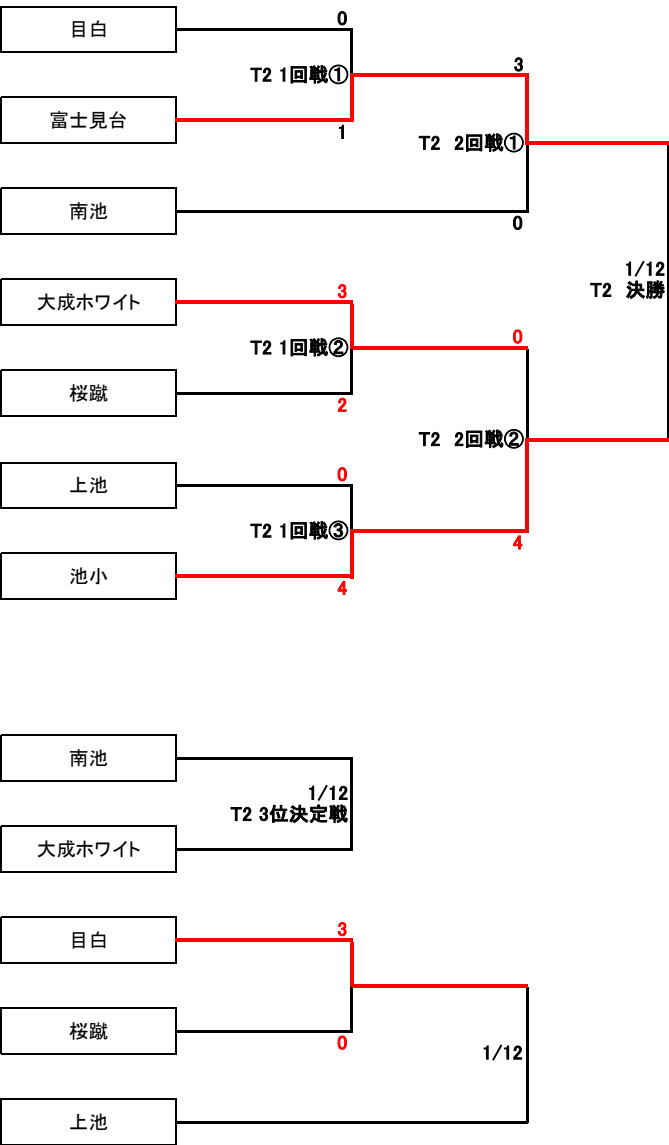 目白
0
T2 1回戦①
3
富士見台
1
T2 2回戦①
南池
0
1/12
T2 決勝
大成ホワイト
3
T2 1回戦②
0
桜蹴
2
T2 2回戦②
上池
0
T2 1回戦③
4
池小
4
南池
1/12
T2 3位決定戦
大成ホワイト
目白
3
桜蹴
0
1/12
上池